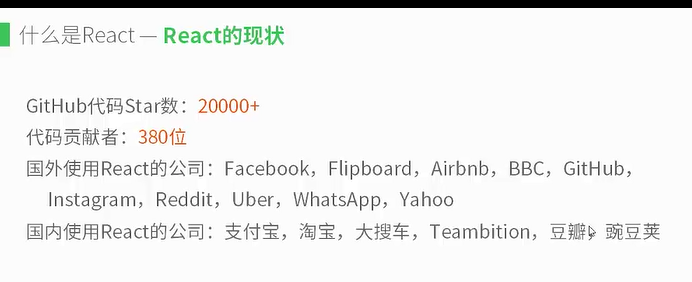 什么是React — React的现状
GitHub代码Star数：20000+
代码贡献者：380位
国外使用React的公司：Facebook，Flipboard，Airbnb，BBC，GitHub，
Instagram，Reddit，Uber，WhatsApp，Yahoo
国内使用React的公司：支付宝，淘宝，大搜车，Teambition，豆瓣，豌豆荚